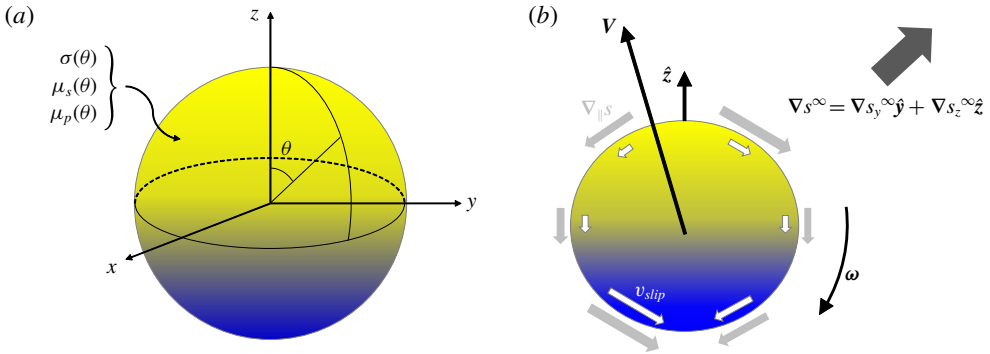 (a)
z
σ(θ)
μs(θ)
μp(θ)
θ
y
x
(b)
V
ẑ
∇∥s
∇s∞ = ∇sy∞ŷ + ∇sz∞ẑ
vslip
ω